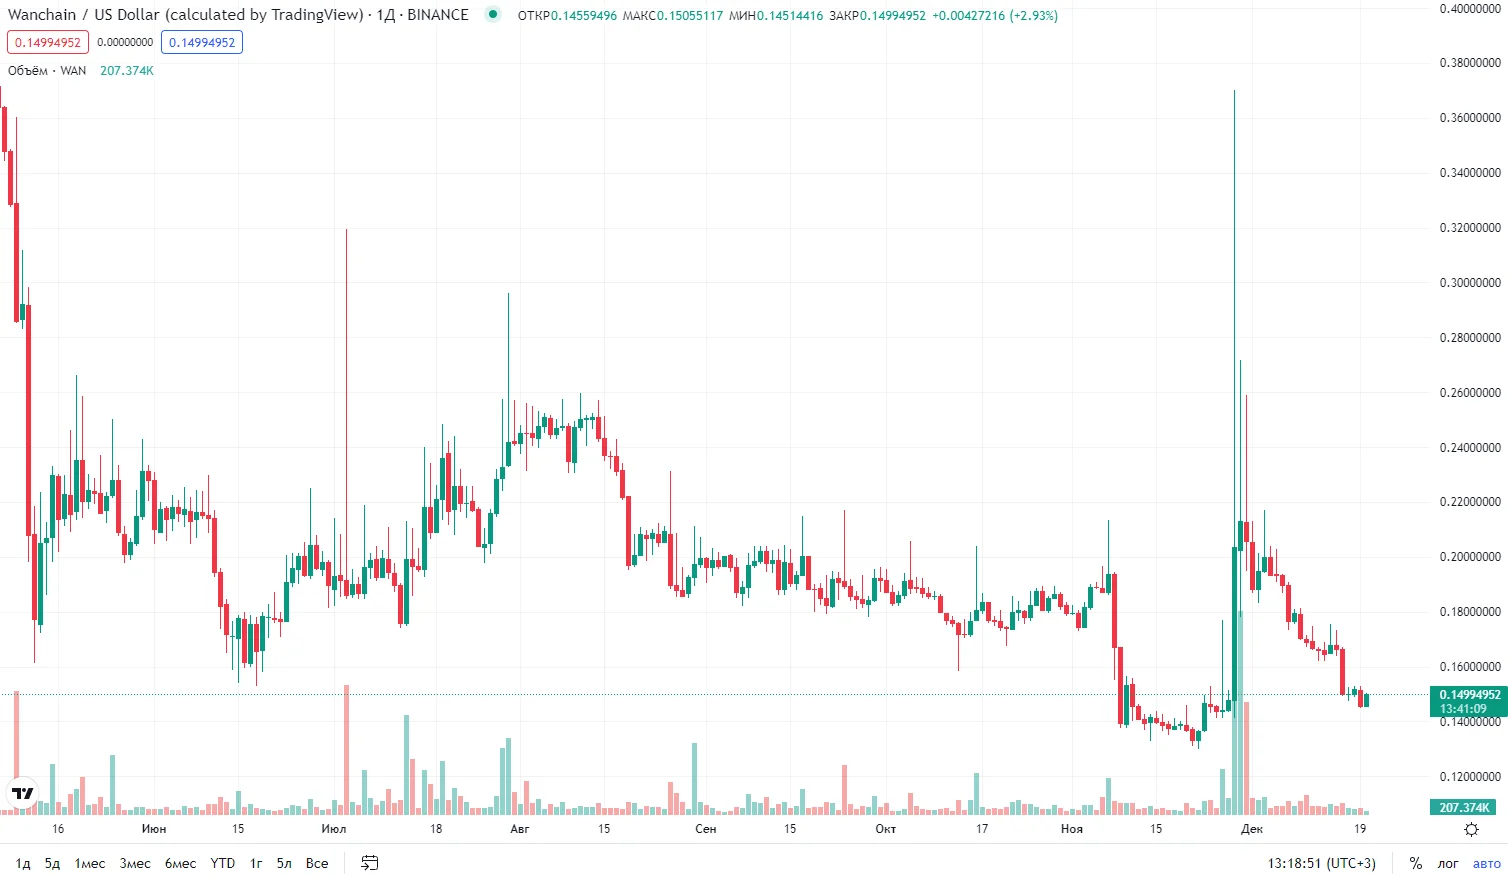 Wanchain / US Dollar (calculated by TradingView) · 1Д · BINANCE ОТКР0.14559496 МАКС0.15055117 МИН0.14514416 ЗАКР0.14994952 +0.00427216 (+2.93%)
0.14994952 0.00000000 0.14994952
Объём · WAN 207.374K
0.40000000
0.38000000
0.36000000
0.34000000
0.32000000
0.30000000
0.28000000
0.26000000
0.24000000
0.22000000
0.20000000
0.18000000
0.16000000
0.14994952
13:41:09
0.14000000
0.12000000
207.374K
16 Июн 15 Июл 18 Авг 15 Сен 15 Окт 17 Ноя 15 Дек 19
1д 5д 1мес 3мес 6мес YTD 1г 5л Все 13:18:51 (UTC+3) % лог авто